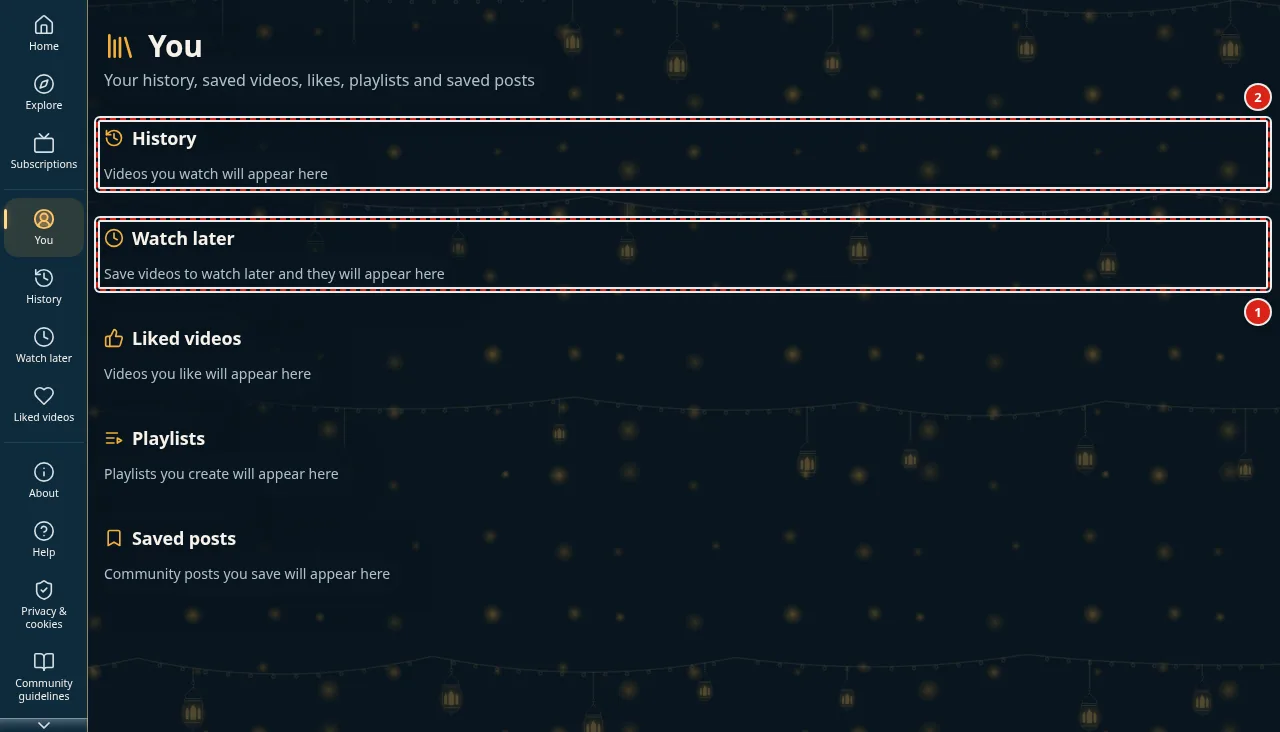 Home
Explore
Subscriptions
You
History
Watch later
Liked videos
About
Help
Privacy &
cookies
Community
guidelines
You
Your history, saved videos, likes, playlists and saved posts
2
History
Videos you watch will appear here
Watch later
Save videos to watch later and they will appear here
1
Liked videos
Videos you like will appear here
Playlists
Playlists you create will appear here
Saved posts
Community posts you save will appear here